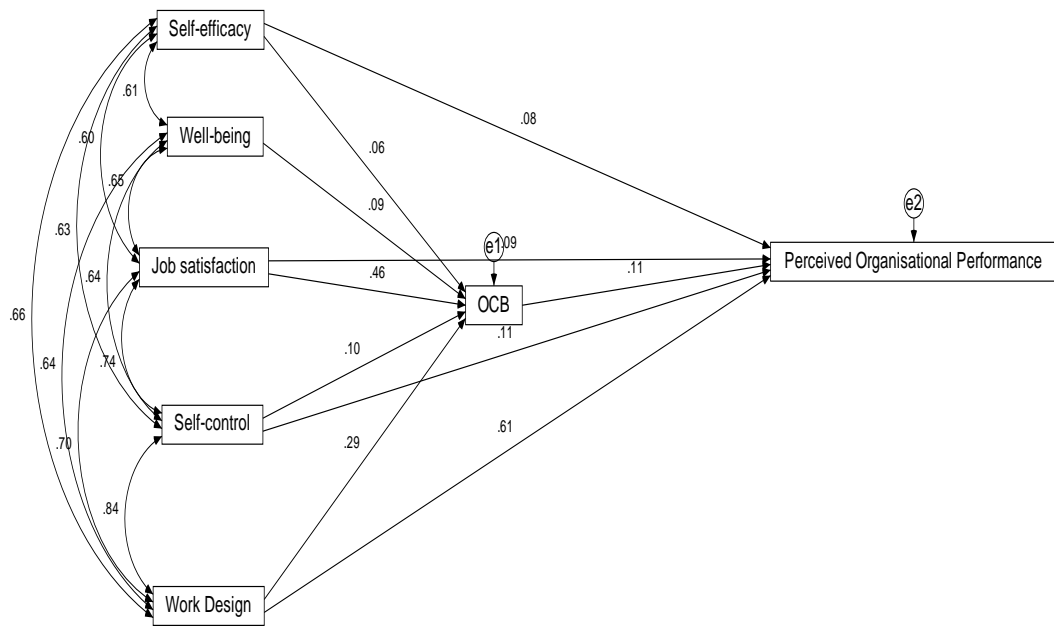 Self-efficacy
.61
.08
.60
Well-being
.06
.65
.09
e2
.63
e1
.09
Job satisfaction
.46
.11
Perceived Organisational Performance
.64
OCB
.66
.11
.64
.74
.10
Self-control
.70
.29
.61
.84
Work Design